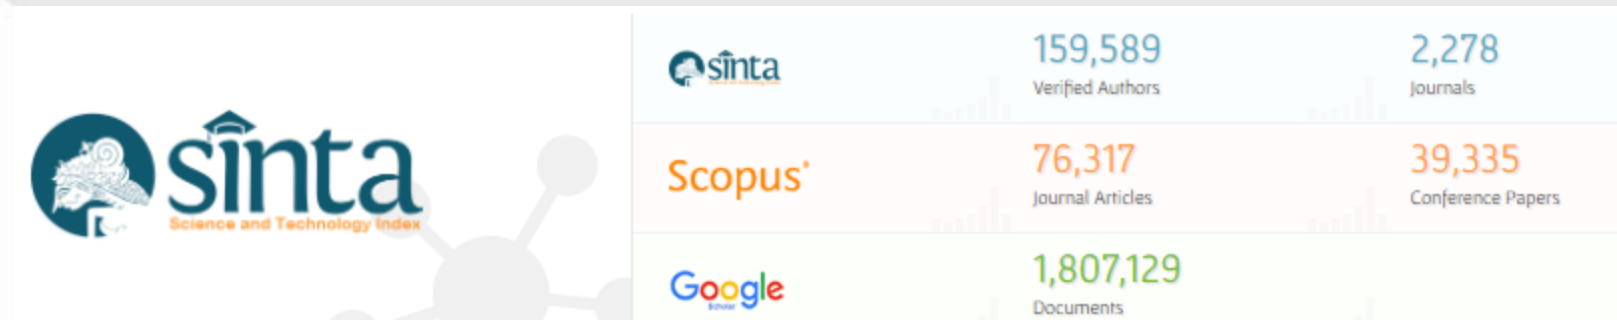 sinta
Science and Technology Index
sinta
159,589
Verified Authors
2,278
Journals
Scopus®
76,317
Journal Articles
39,335
Conference Papers
Google
Scholar
1,807,129
Documents